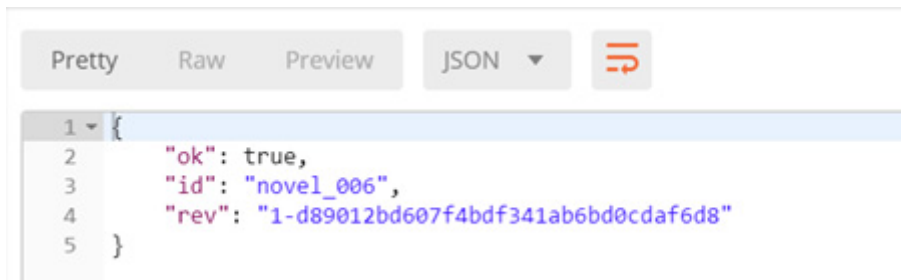 Pretty Raw Preview JSON
1 {
2 "ok": true,
3 "id": "novel_006",
4 "rev": "1-d89012bd607f4bdf341ab6bd0cdaf6d8"
5 }